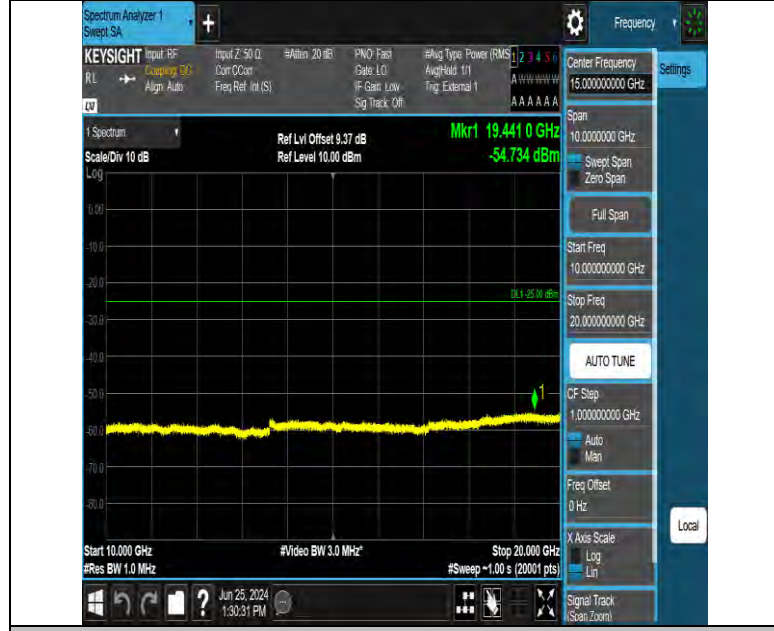 Spectrum Analyzer 1
Swept SA
Frequency
KEYSIGHT
RL
LXI
Input: RF
Coupling: DC
Align: Auto
Input Z: 50 Ω
Corr CCorr
Freq Ref: Int (S)
#Atten: 20 dB
PNO: Fast
Gate: LO
IF Gain: Low
Sig Track: Off
#Avg Type: Power (RMS
Avg|Hold: 1/1
Trig: External 1
1 2 3 4 5 6
A W W W W W
A A A A A A
1 Spectrum
Scale/Div 10 dB
Log
Ref Lvl Offset 9.37 dB
Ref Level 10.00 dBm
Mkr1 19.441 0 GHz
-54.734 dBm
0.00
-10.0
-20.0
-30.0
-40.0
-50.0
-60.0
-70.0
-80.0
DL1 -25.00 dBm
1
Start 10.000 GHz
#Res BW 1.0 MHz
#Video BW 3.0 MHz*
Stop 20.000 GHz
#Sweep ~1.00 s (20001 pts)
Jun 25, 2024
1:30:31 PM
Center Frequency
15.000000000 GHz
Settings
Span
10.0000000 GHz
Swept Span
Zero Span
Full Span
Start Freq
10.000000000 GHz
Stop Freq
20.000000000 GHz
AUTO TUNE
CF Step
1.000000000 GHz
Auto
Man
Freq Offset
0 Hz
X Axis Scale
Log
Lin
Local
Signal Track
(Span Zoom)